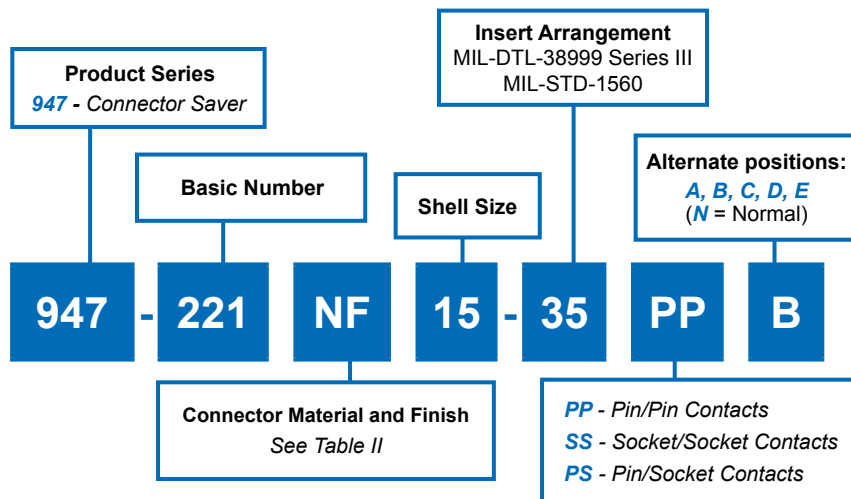 Product Series
947 - Connector Saver
Basic Number
Shell Size
Insert Arrangement
MIL-DTL-38999 Series III
MIL-STD-1560
Alternate positions:
A, B, C, D, E
(N = Normal)
947 - 221 NF 15 - 35 PP B
Connector Material and Finish
See Table II
PP - Pin/Pin Contacts
SS - Socket/Socket Contacts
PS - Pin/Socket Contacts